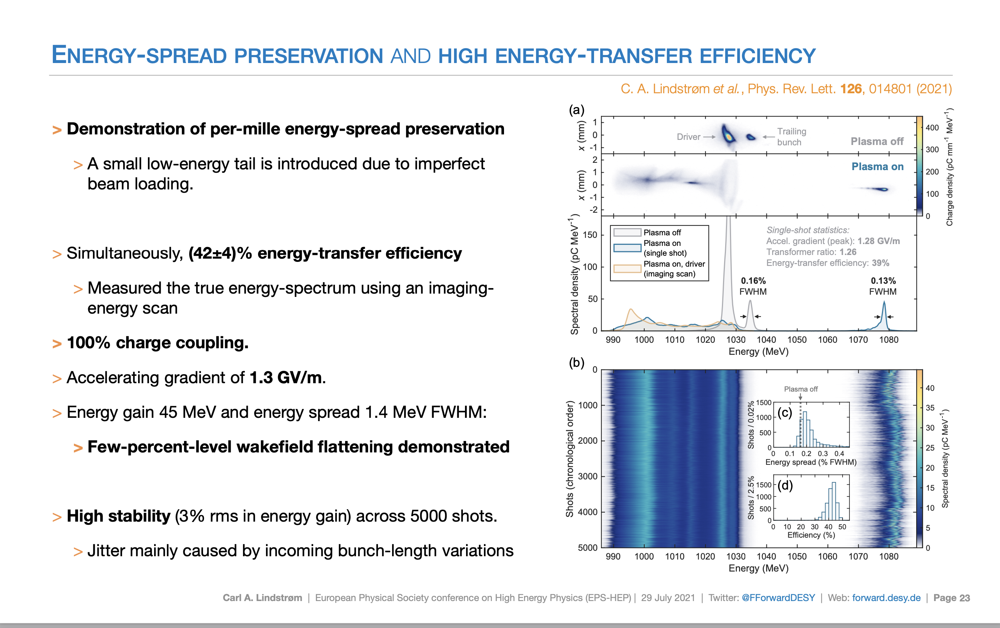 ENERGY-SPREAD PRESERVATION AND HIGH ENERGY-TRANSFER EFFICIENCY
C. A. Lindstrøm et al., Phys. Rev. Lett. 126, 014801 (2021)
> Demonstration of per-mille energy-spread preservation
> A small low-energy tail is introduced due to imperfect
beam loading.
> Simultaneously, (42±4)% energy-transfer efficiency
> Measured the true energy-spectrum using an imaging-
energy scan
> 100% charge coupling.
> Accelerating gradient of 1.3 GV/m.
> Energy gain 45 MeV and energy spread 1.4 MeV FWHM:
> Few-percent-level wakefield flattening demonstrated
> High stability (3% rms in energy gain) across 5000 shots.
> Jitter mainly caused by incoming bunch-length variations
(a)
x (mm)
1
0
-1
Driver
Trailing
bunch
Plasma off
x (mm)
2
1
0
-1
-2
Plasma on
400
300
200
100
0
Charge density (pC mm-1 MeV-1)
Spectral density (pC MeV-1)
150
100
50
0
Plasma off
Plasma on
(single shot)
Plasma on, driver
(imaging scan)
Single-shot statistics:
Accel. gradient (peak): 1.28 GV/m
Transformer ratio: 1.26
Energy-transfer efficiency: 39%
0.16%
FWHM
0.13%
FWHM
990 1000 1010 1020 1030 1040 1050 1060 1070 1080
Energy (MeV)
(b)
Shots (chronological order)
0
1000
2000
3000
4000
5000
Plasma off
(c)
Shots / 0.02%
1500
1000
500
0
0 0.1 0.2 0.3 0.4
Energy spread (% FWHM)
(d)
Shots / 2.5%
1500
1000
500
0
0 10 20 30 40 50
Efficiency (%)
40
35
30
25
20
15
10
5
0
Spectral density (pC MeV-1)
990 1000 1010 1020 1030 1040 1050 1060 1070 1080
Energy (MeV)
Carl A. Lindstrøm | European Physical Society conference on High Energy Physics (EPS-HEP) | 29 July 2021 | Twitter: @FForwardDESY | Web: forward.desy.de | Page 23